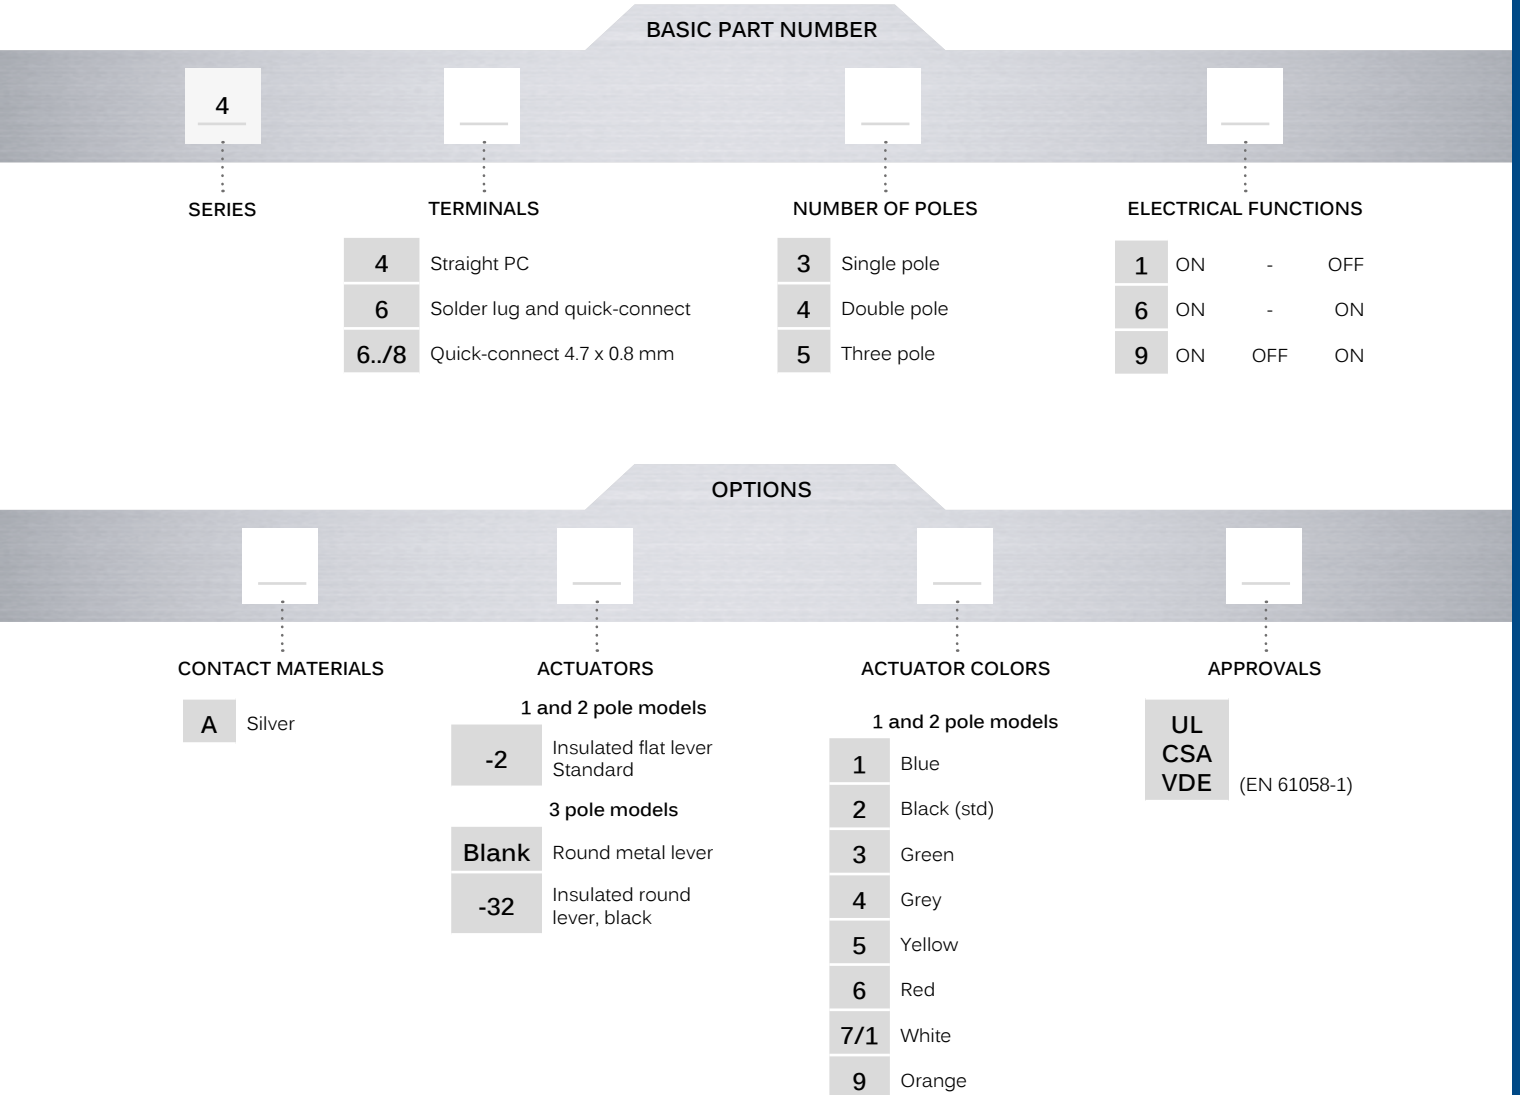 BASIC PART NUMBER
4
SERIES
TERMINALS
4 Straight PC
6 Solder lug and quick-connect
6../8 Quick-connect 4.7 x 0.8 mm
NUMBER OF POLES
3 Single pole
4 Double pole
5 Three pole
ELECTRICAL FUNCTIONS
1 ON - OFF
6 ON - ON
9 ON OFF ON
OPTIONS
CONTACT MATERIALS
A Silver
ACTUATORS
1 and 2 pole models
-2 Insulated flat lever
Standard
3 pole models
Blank Round metal lever
-32 Insulated round
lever, black
ACTUATOR COLORS
1 and 2 pole models
1 Blue
2 Black (std)
3 Green
4 Grey
5 Yellow
6 Red
7/1 White
9 Orange
APPROVALS
UL
CSA
VDE (EN 61058-1)